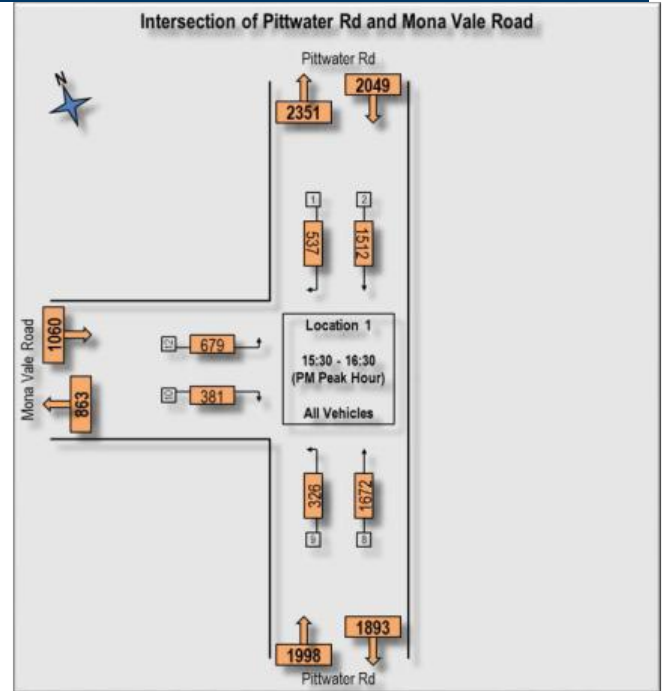 Intersection of Pittwater Rd and Mona Vale Road
Pittwater Rd
N
2351
2049
1
2
537
1512
Mona Vale Road
1060
863
12
679
10
381
Location 1
15:30 - 16:30
(PM Peak Hour)
All Vehicles
326
1672
9
8
1998
1893
Pittwater Rd